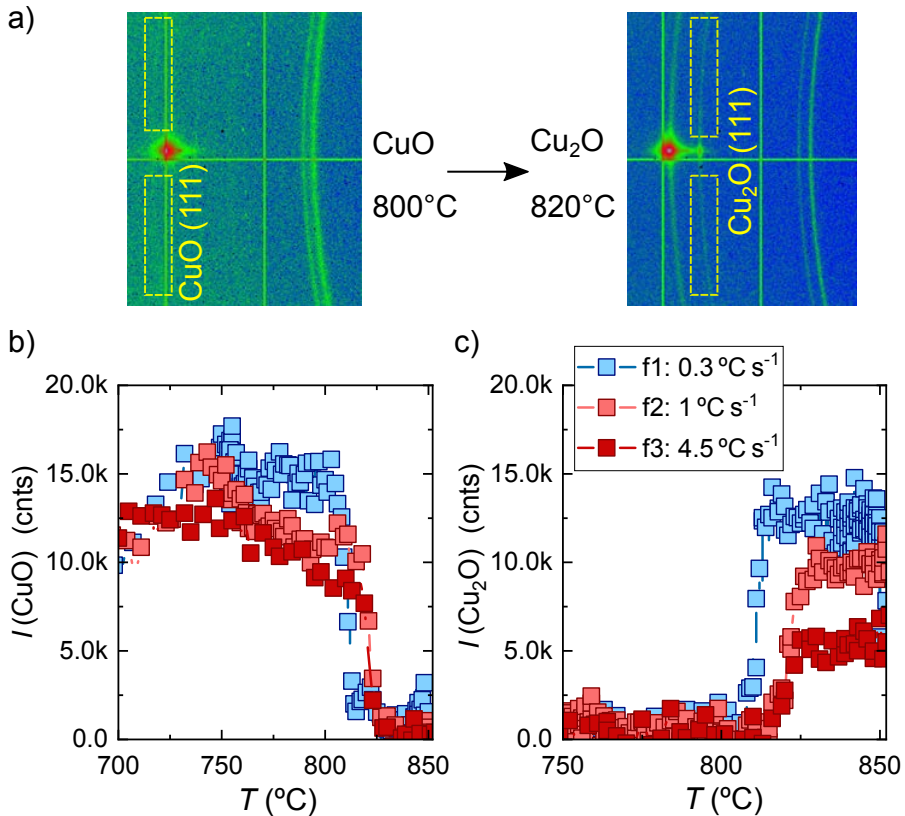 a)
CuO (111)
CuO
800°C
Cu₂O
820°C
Cu₂O (111)
b)
20.0k
15.0k
10.0k
5.0k
0.0
I (CuO) (cnts)
700
750
800
850
T (ºC)
c)
f1: 0.3 ºC s⁻¹
f2: 1 ºC s⁻¹
f3: 4.5 ºC s⁻¹
20.0k
15.0k
10.0k
5.0k
0.0
I (Cu₂O) (cnts)
750
800
850
T (ºC)